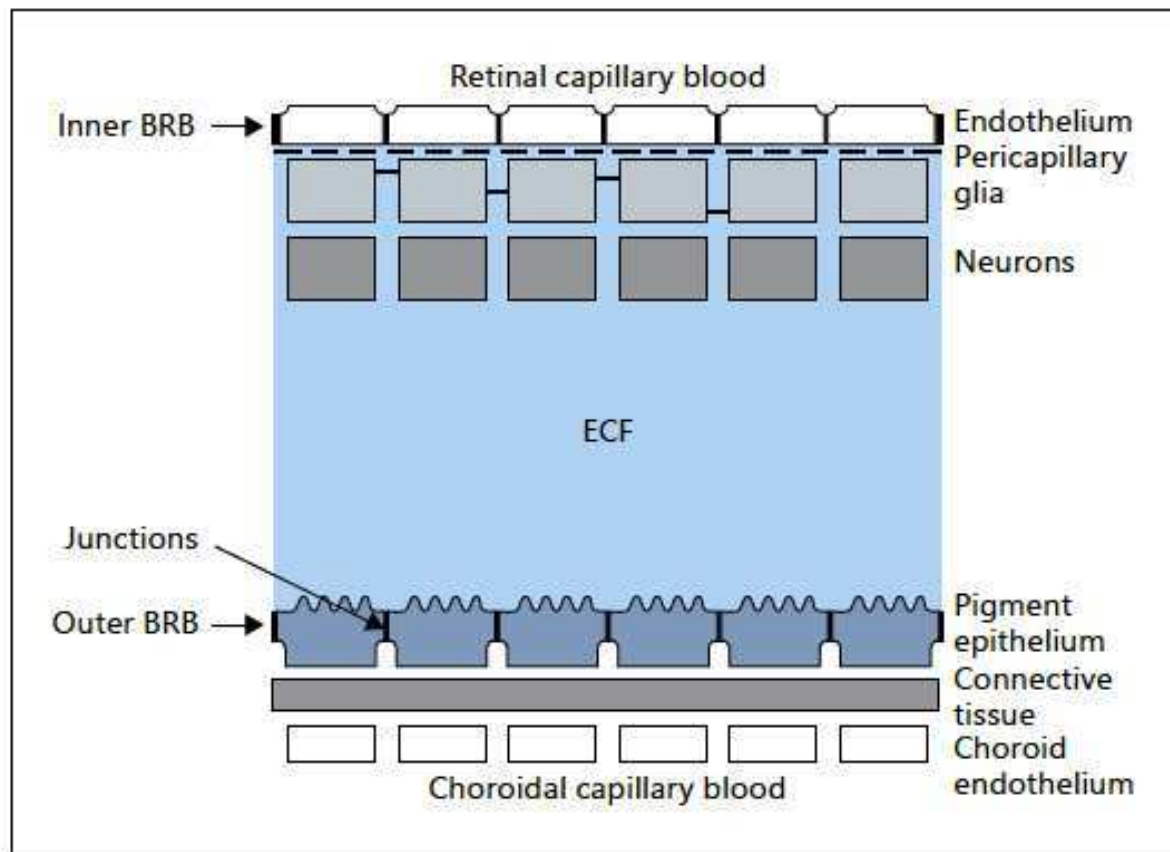 Retinal capillary blood
Inner BRB
Endothelium
Pericapillary
glia
Neurons
ECF
Junctions
Outer BRB
Pigment
epithelium
Connective
tissue
Choroid
endothelium
Choroidal capillary blood